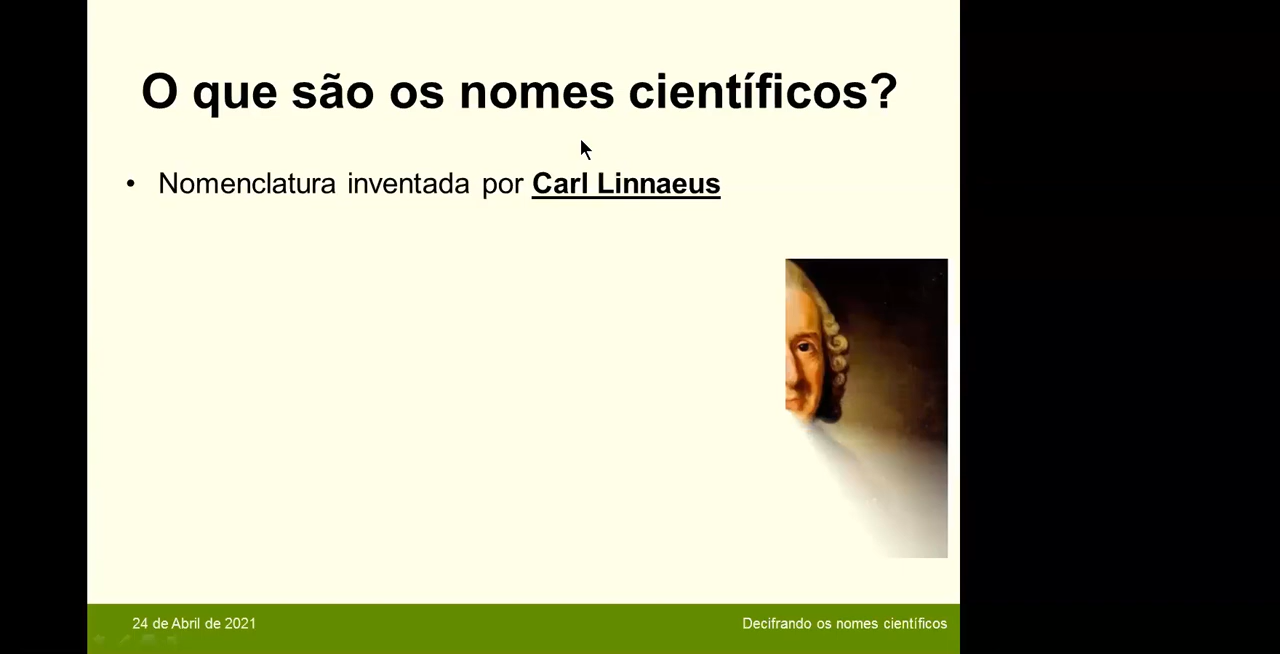 O que são os nomes científicos?
• Nomenclatura inventada por Carl Linnaeus
24 de Abril de 2021
Decifrando os nomes científicos